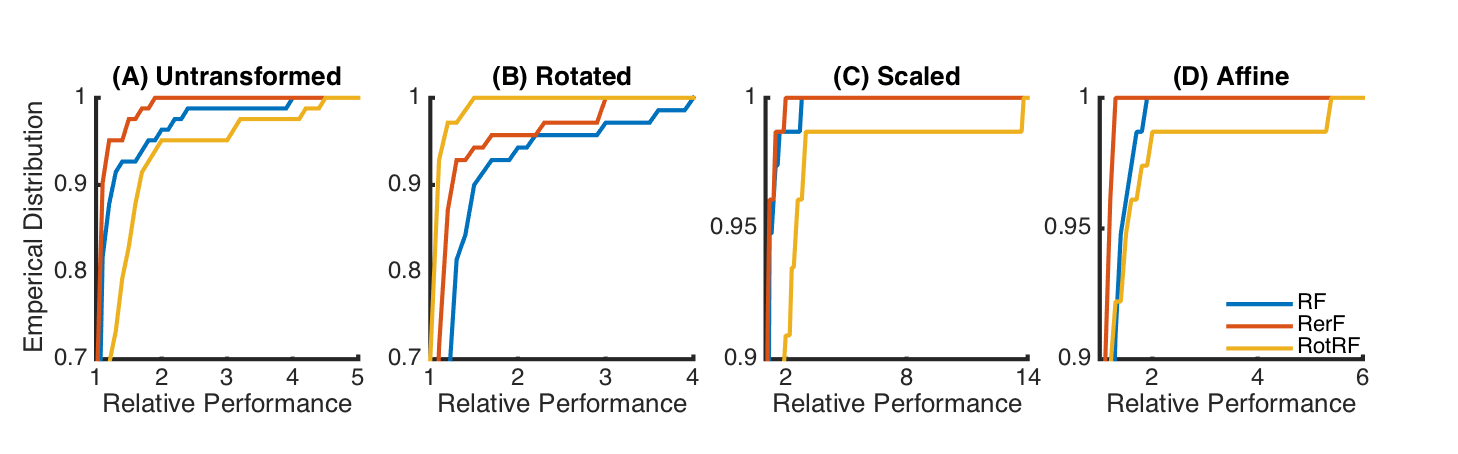 (A) Untransformed
Emperical Distribution
1
0.9
0.8
0.7
1 2 3 4 5
Relative Performance
(B) Rotated
1
0.9
0.8
0.7
1 2 3 4
Relative Performance
(C) Scaled
1
0.95
0.9
2 8 14
Relative Performance
(D) Affine
1
0.95
0.9
2 4 6
Relative Performance
RF
RerF
RotRF